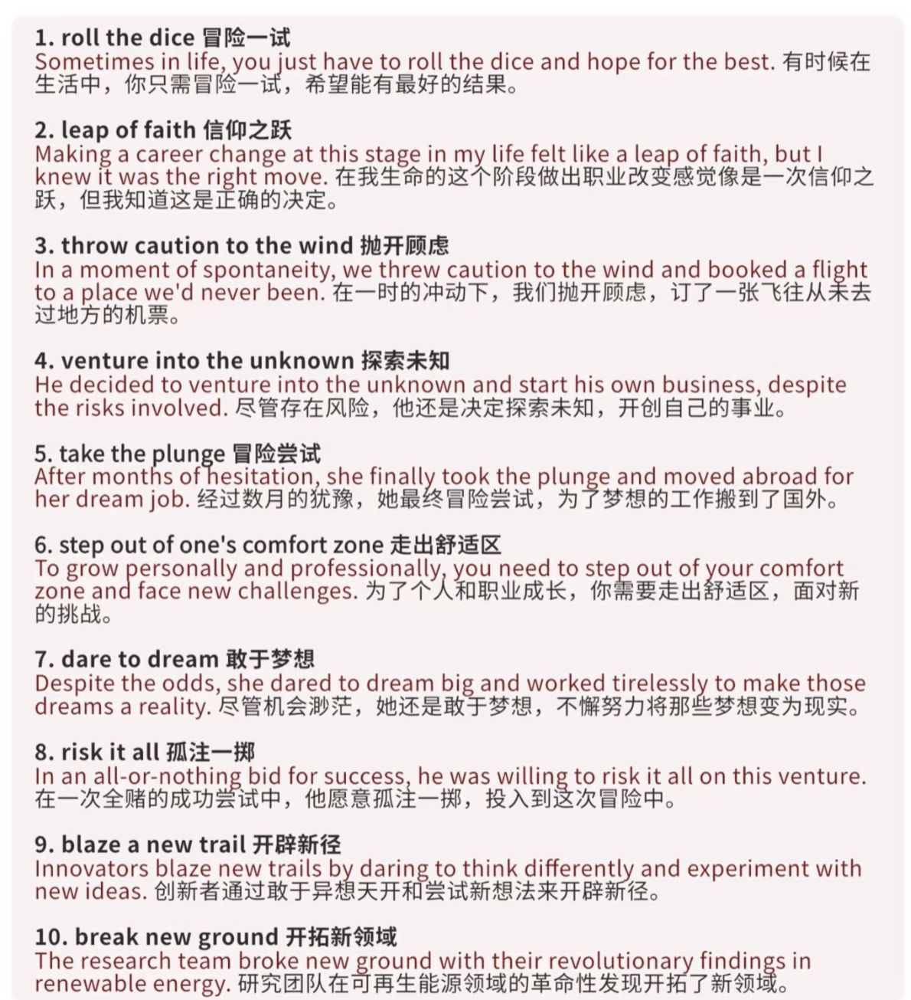 1. roll the dice 冒险一试
Sometimes in life, you just have to roll the dice and hope for the best. 有时候在
生活中，你只需冒险一试，希望能有最好的结果。
2. leap of faith 信仰之跃
Making a career change at this stage in my life felt like a leap of faith, but I
knew it was the right move. 在我生命的这个阶段做出职业改变感觉像是一次信仰之
跃，但我知道这是正确的决定。
3. throw caution to the wind 抛开顾虑
In a moment of spontaneity, we threw caution to the wind and booked a flight
to a place we'd never been. 在一时的冲动下，我们抛开顾虑，订了一张飞往从未去
过地方的机票。
4. venture into the unknown 探索未知
He decided to venture into the unknown and start his own business, despite
the risks involved. 尽管存在风险，他还是决定探索未知，开创自己的事业。
5. take the plunge 冒险尝试
After months of hesitation, she finally took the plunge and moved abroad for
her dream job. 经过数月的犹豫，她最终冒险尝试，为了梦想的工作搬到了国外。
6. step out of one's comfort zone 走出舒适区
To grow personally and professionally, you need to step out of your comfort
zone and face new challenges. 为了个人和职业成长，你需要走出舒适区，面对新
的挑战。
7. dare to dream 敢于梦想
Despite the odds, she dared to dream big and worked tirelessly to make those
dreams a reality. 尽管机会渺茫，她还是敢于梦想，不懈努力将那些梦想变为现实。
8. risk it all 孤注一掷
In an all-or-nothing bid for success, he was willing to risk it all on this venture.
在一次全赌的成功尝试中，他愿意孤注一掷，投入到这次冒险中。
9. blaze a new trail 开辟新径
Innovators blaze new trails by daring to think differently and experiment with
new ideas. 创新者通过敢于异想天开和尝试新想法来开辟新径。
10. break new ground 开拓新领域
The research team broke new ground with their revolutionary findings in
renewable energy. 研究团队在可再生能源领域的革命性发现开拓了新领域。